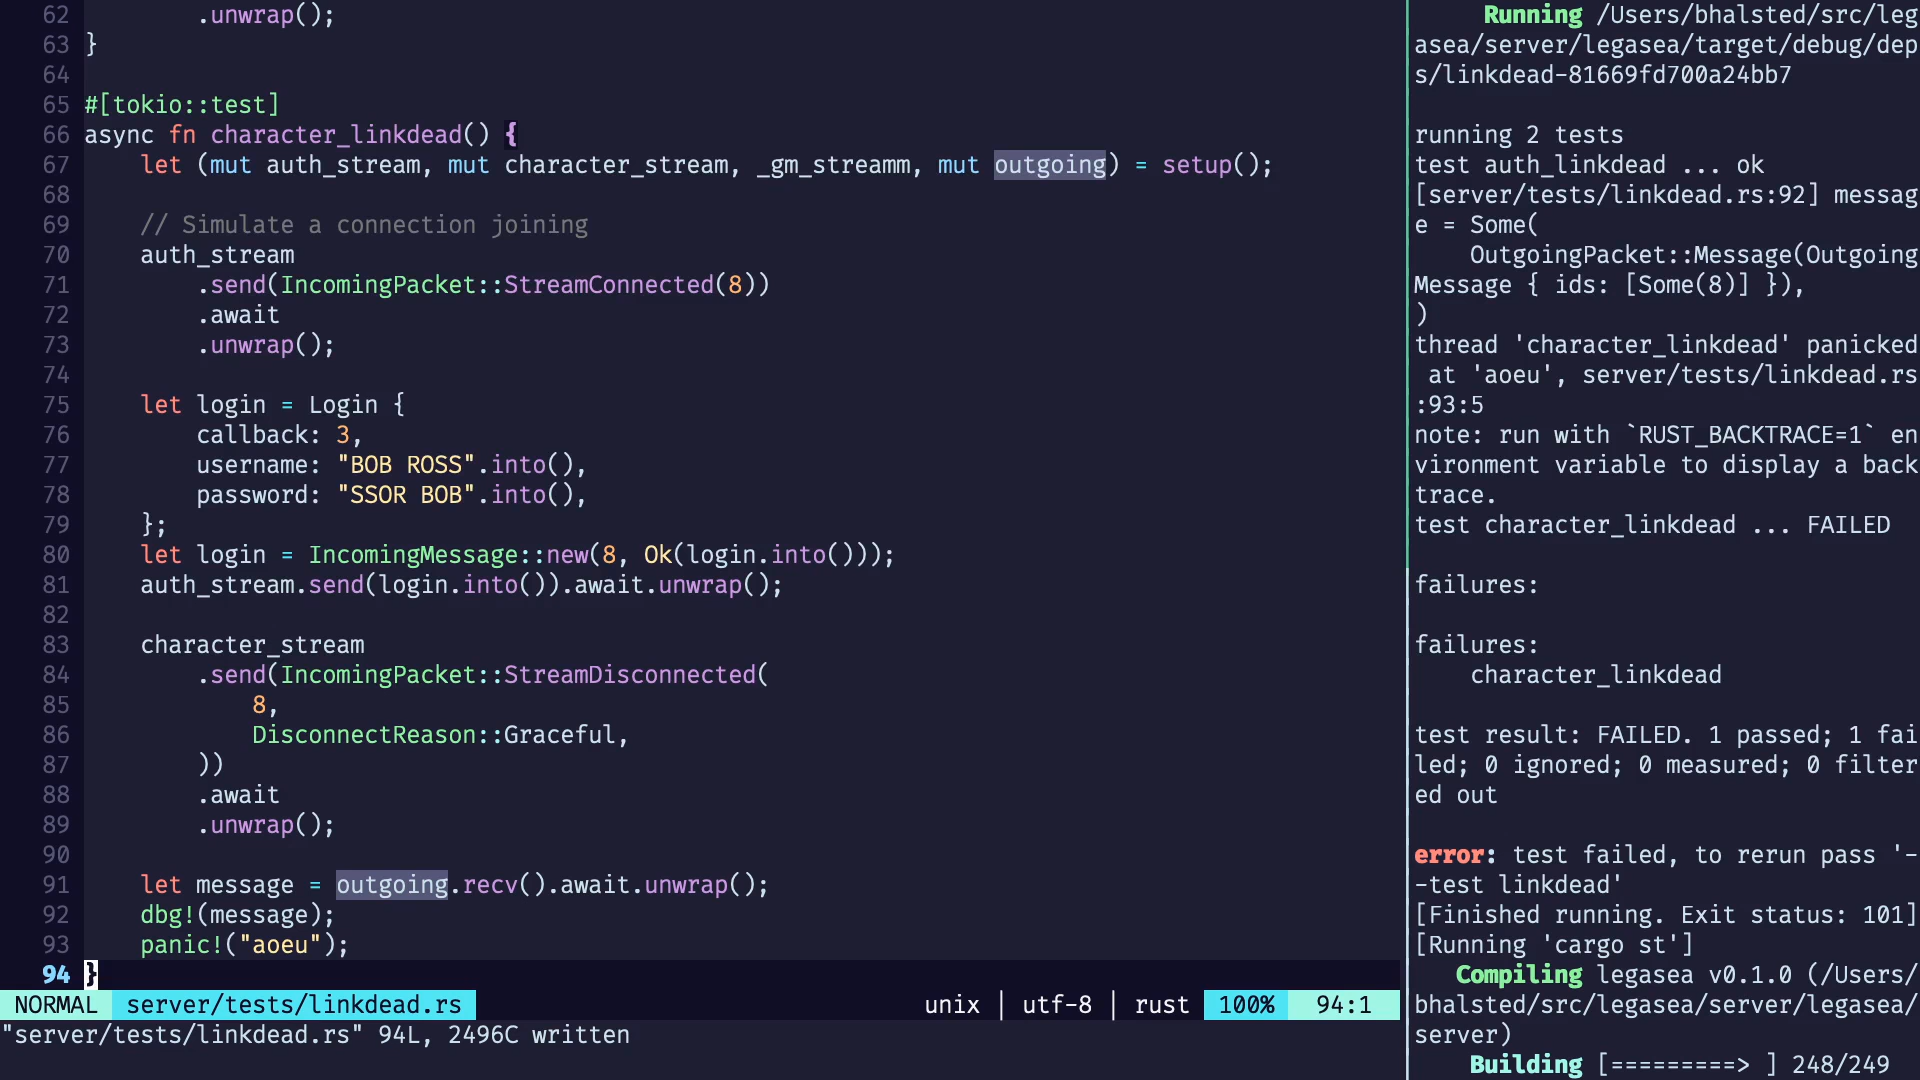 62         .unwrap();
63 }
64
65 #[tokio::test]
66 async fn character_linkdead() {
67     let (mut auth_stream, mut character_stream, _gm_streamm, mut outgoing) = setup();
68
69     // Simulate a connection joining
70     auth_stream
71         .send(IncomingPacket::StreamConnected(8))
72         .await
73         .unwrap();
74
75     let login = Login {
76         callback: 3,
77         username: "BOB ROSS".into(),
78         password: "SSOR BOB".into(),
79     };
80     let login = IncomingMessage::new(8, Ok(login.into()));
81     auth_stream.send(login.into()).await.unwrap();
82
83     character_stream
84         .send(IncomingPacket::StreamDisconnected(
85             8,
86             DisconnectReason::Graceful,
87         ))
88         .await
89         .unwrap();
90
91     let message = outgoing.recv().await.unwrap();
92     dbg!(message);
93     panic!("aoeu");
94 }
NORMAL server/tests/linkdead.rs unix | utf-8 | rust 100% 94:1
"server/tests/linkdead.rs" 94L, 2496C written
     Running /Users/bhalsted/src/leg
asea/server/legasea/target/debug/dep
s/linkdead-81669fd700a24bb7

running 2 tests
test auth_linkdead ... ok
[server/tests/linkdead.rs:92] messag
e = Some(
    OutgoingPacket::Message(Outgoing
Message { ids: [Some(8)] }),
)
thread 'character_linkdead' panicked
 at 'aoeu', server/tests/linkdead.rs
:93:5
note: run with `RUST_BACKTRACE=1` en
vironment variable to display a back
trace.
test character_linkdead ... FAILED

failures:

failures:
    character_linkdead

test result: FAILED. 1 passed; 1 fai
led; 0 ignored; 0 measured; 0 filter
ed out

error: test failed, to rerun pass '-
-test linkdead'
[Finished running. Exit status: 101]
[Running 'cargo st']
   Compiling legasea v0.1.0 (/Users/
bhalsted/src/legasea/server/legasea/
server)
    Building [=========> ] 248/249